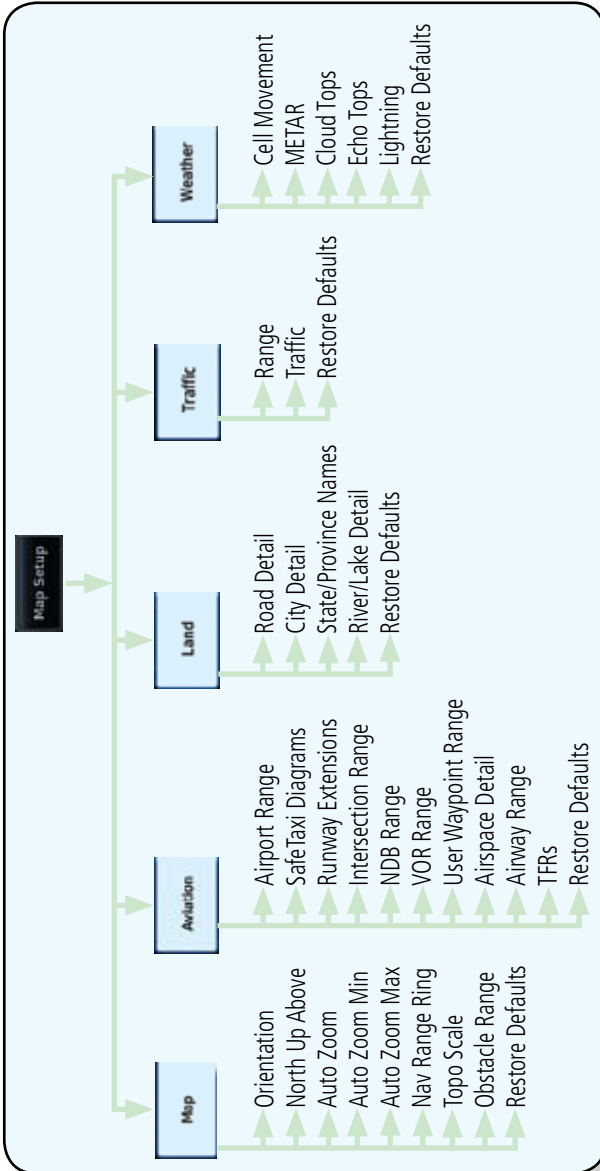 Map Setup
Map
Orientation
North Up Above
Auto Zoom
Auto Zoom Min
Auto Zoom Max
Nav Range Ring
Topo Scale
Obstacle Range
Restore Defaults
Aviation
Airport Range
SafeTaxi Diagrams
Runway Extensions
Intersection Range
NDB Range
VOR Range
User Waypoint Range
Airspace Detail
Airway Range
TFRs
Restore Defaults
Land
Road Detail
City Detail
State/Province Names
River/Lake Detail
Restore Defaults
Traffic
Range
Traffic
Restore Defaults
Weather
Cell Movement
METAR
Cloud Tops
Echo Tops
Lightning
Restore Defaults